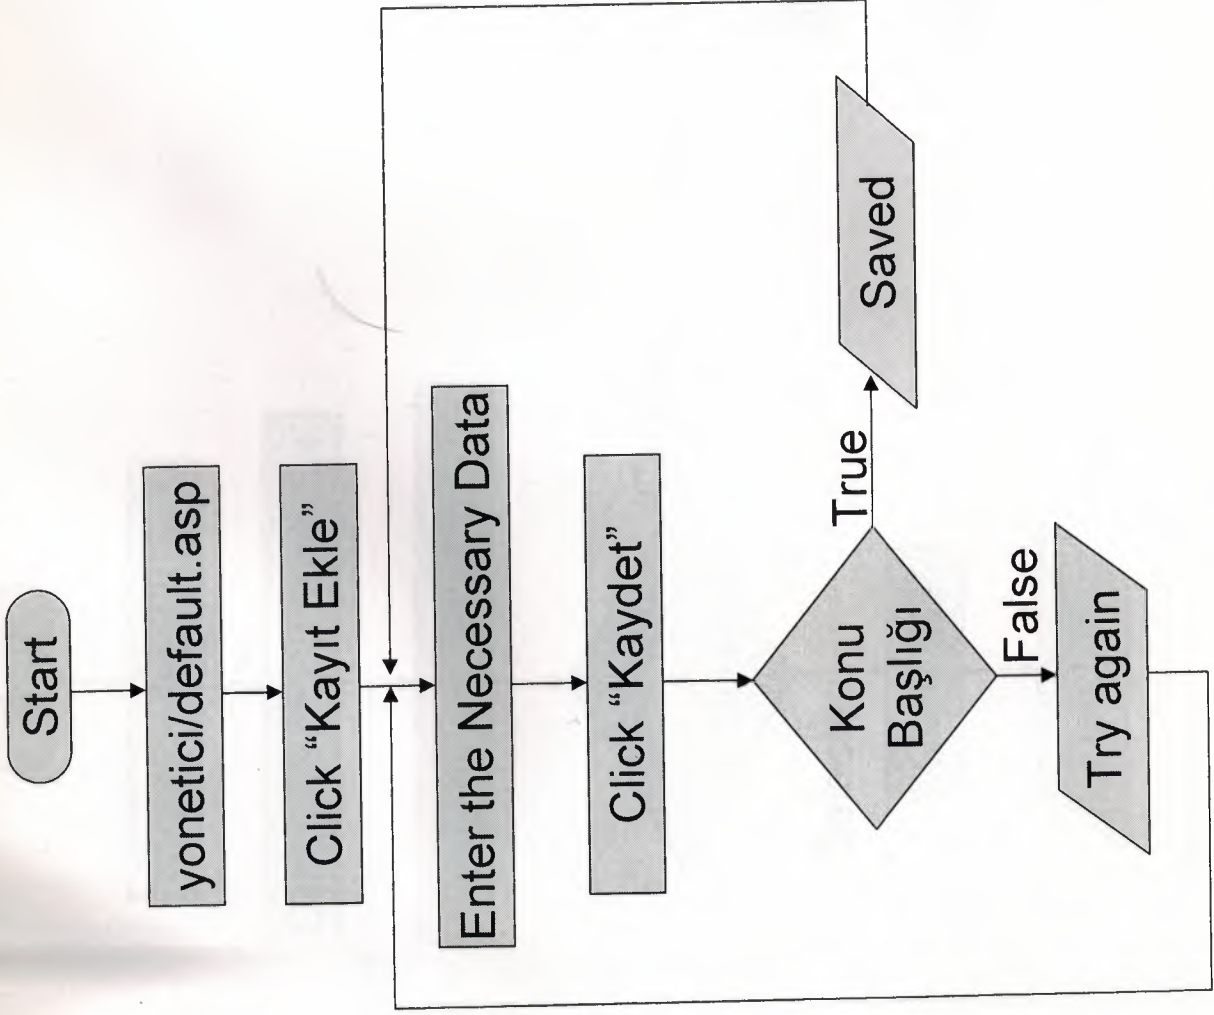 Start
yonetici/default.asp
Click “Kayıt Ekle”
Enter the Necessary Data
Click “Kaydet”
Konu
Başlığı
True
Saved
False
Try again